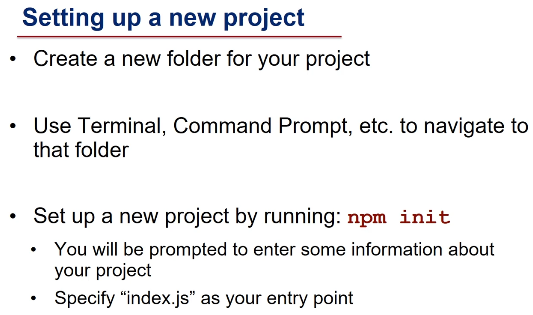 Setting up a new project
• Create a new folder for your project
• Use Terminal, Command Prompt, etc. to navigate to
that folder
• Set up a new project by running: npm init
• You will be prompted to enter some information about
your project
• Specify “index.js” as your entry point